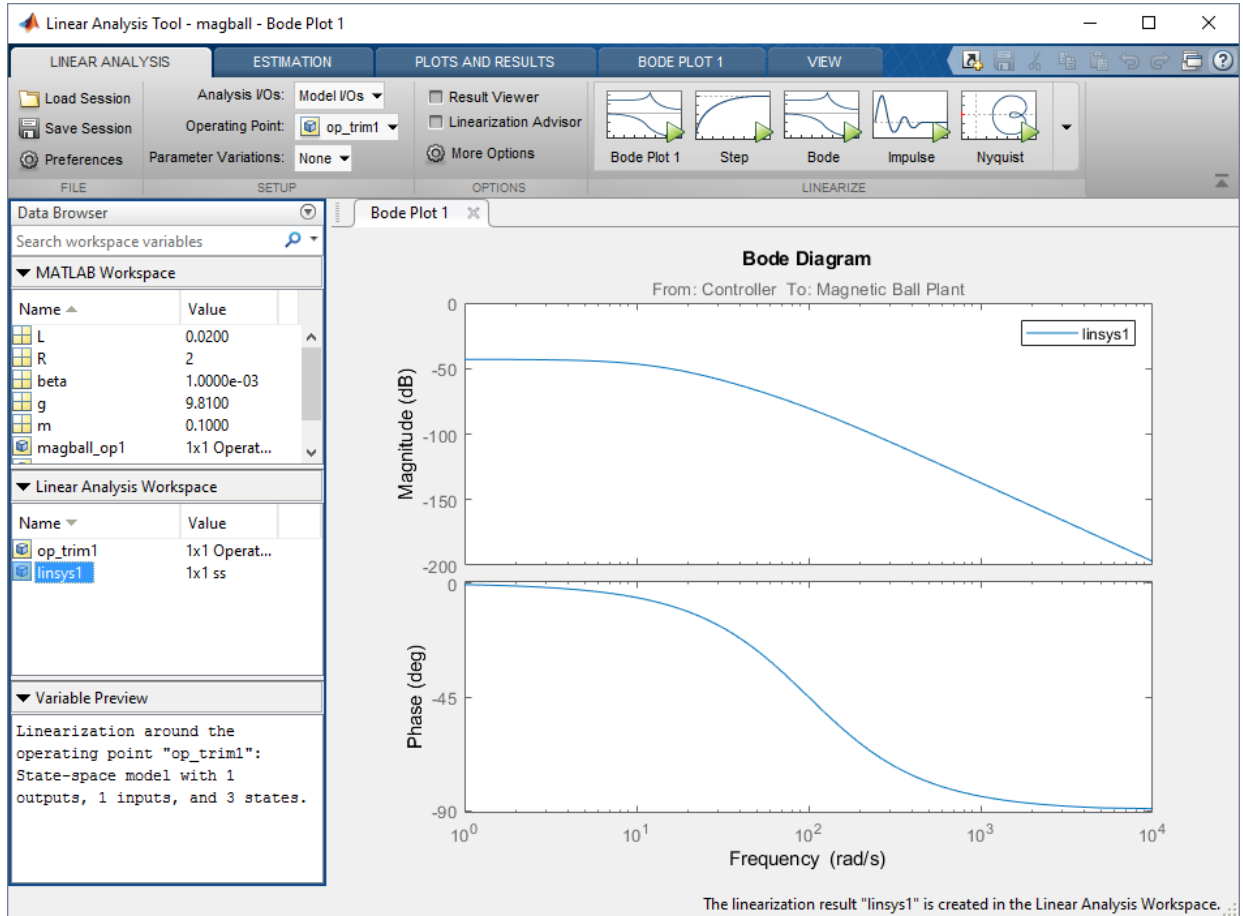 Linear Analysis Tool - magball - Bode Plot 1
LINEAR ANALYSIS ESTIMATION PLOTS AND RESULTS BODE PLOT 1 VIEW
Load Session
Save Session
Preferences
FILE
Analysis I/Os: Model I/Os
Operating Point: op_trim1
Parameter Variations: None
SETUP
Result Viewer
Linearization Advisor
More Options
OPTIONS
Bode Plot 1 Step Bode Impulse Nyquist
LINEARIZE
Data Browser
Search workspace variables
MATLAB Workspace
Name Value
L 0.0200
R 2
beta 1.0000e-03
g 9.8100
m 0.1000
magball_op1 1x1 Operat...
Linear Analysis Workspace
Name Value
op_trim1 1x1 Operat...
linsys1 1x1 ss
Variable Preview
Linearization around the
operating point "op_trim1":
State-space model with 1
outputs, 1 inputs, and 3 states.
Bode Plot 1
Bode Diagram
From: Controller To: Magnetic Ball Plant
linsys1
Magnitude (dB)
0
-50
-100
-150
-200
Phase (deg)
0
-45
-90
10^0 10^1 10^2 10^3 10^4
Frequency (rad/s)
The linearization result "linsys1" is created in the Linear Analysis Workspace.